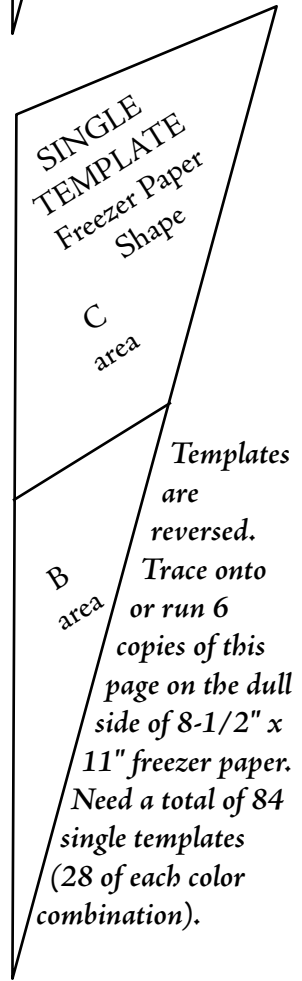 SINGLE
TEMPLATE
Freezer Paper
Shape
C
area
B
area
Templates
are
reversed.
Trace onto
or run 6
copies of this
page on the dull
side of 8-1/2" x
11" freezer paper.
Need a total of 84
single templates
(28 of each color
combination).